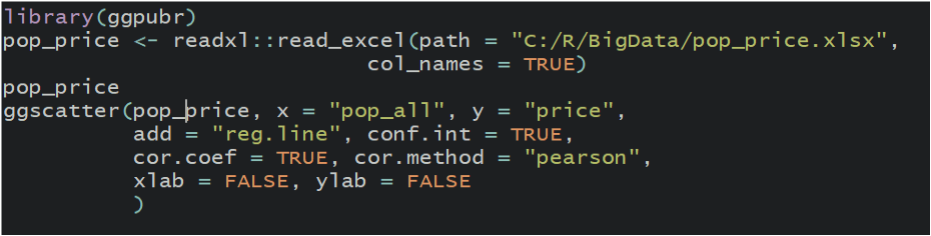 library(ggpubr)
pop_price <- readxl::read_excel(path = "C:/R/BigData/pop_price.xlsx",
                                col_names = TRUE)
pop_price
ggscatter(pop_price, x = "pop_all", y = "price",
          add = "reg.line", conf.int = TRUE,
          cor.coef = TRUE, cor.method = "pearson",
          xlab = FALSE, ylab = FALSE
          )